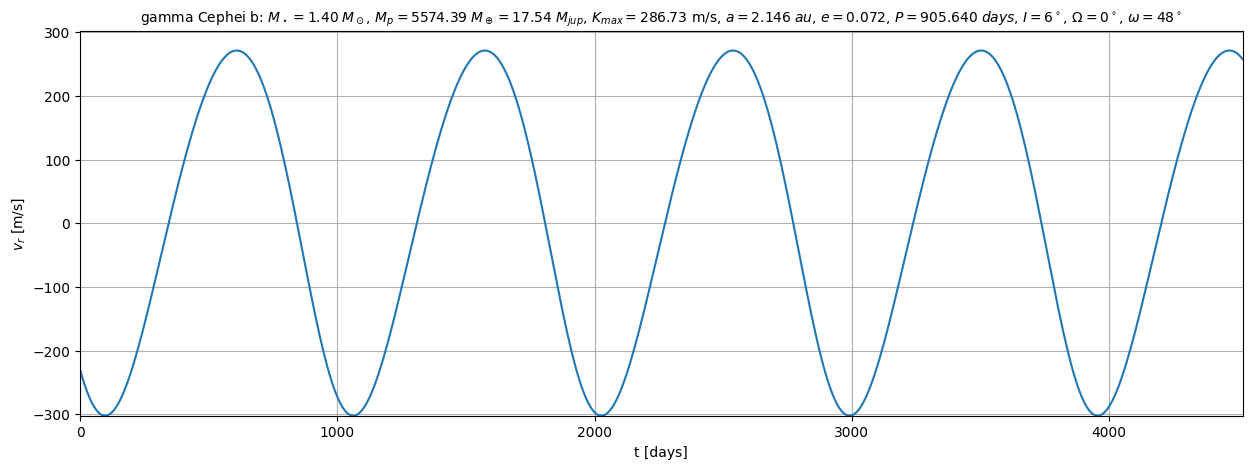 gamma Cephei b: M⋆ = 1.40 M⊙, Mp = 5574.39 M⊕ = 17.54 Mjup, Kmax = 286.73 m/s, a = 2.146 au, e = 0.072, P = 905.640 days, I = 6°, Ω = 0°, ω = 48°
300
200
100
0
−100
−200
−300
vr [m/s]
0 1000 2000 3000 4000
t [days]